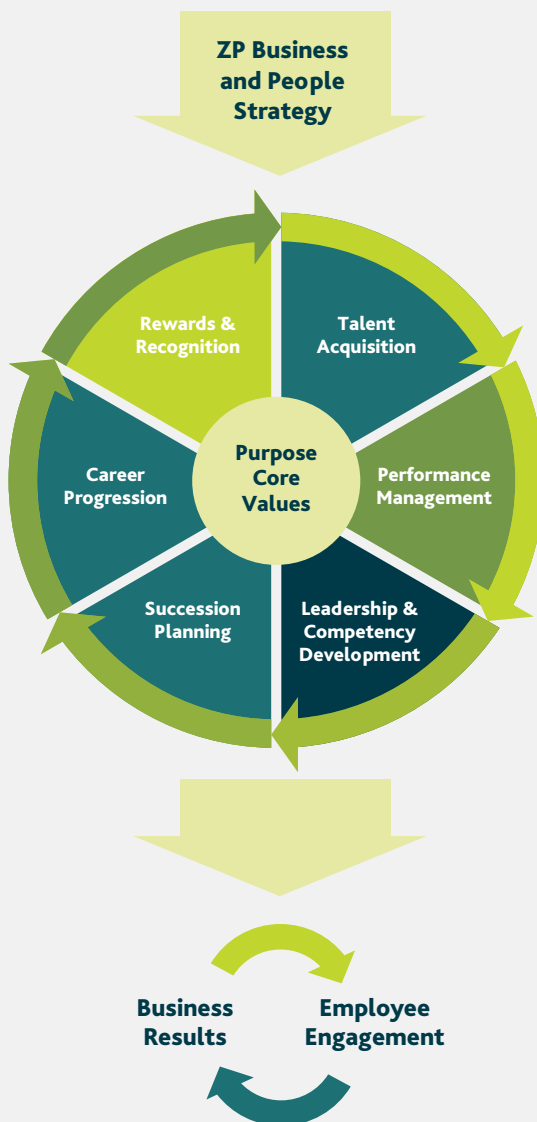 ZP Business
and People
Strategy
Rewards &
Recognition
Talent
Acquisition
Purpose
Core
Values
Career
Progression
Performance
Management
Succession
Planning
Leadership &
Competency
Development
Business
Results
Employee
Engagement